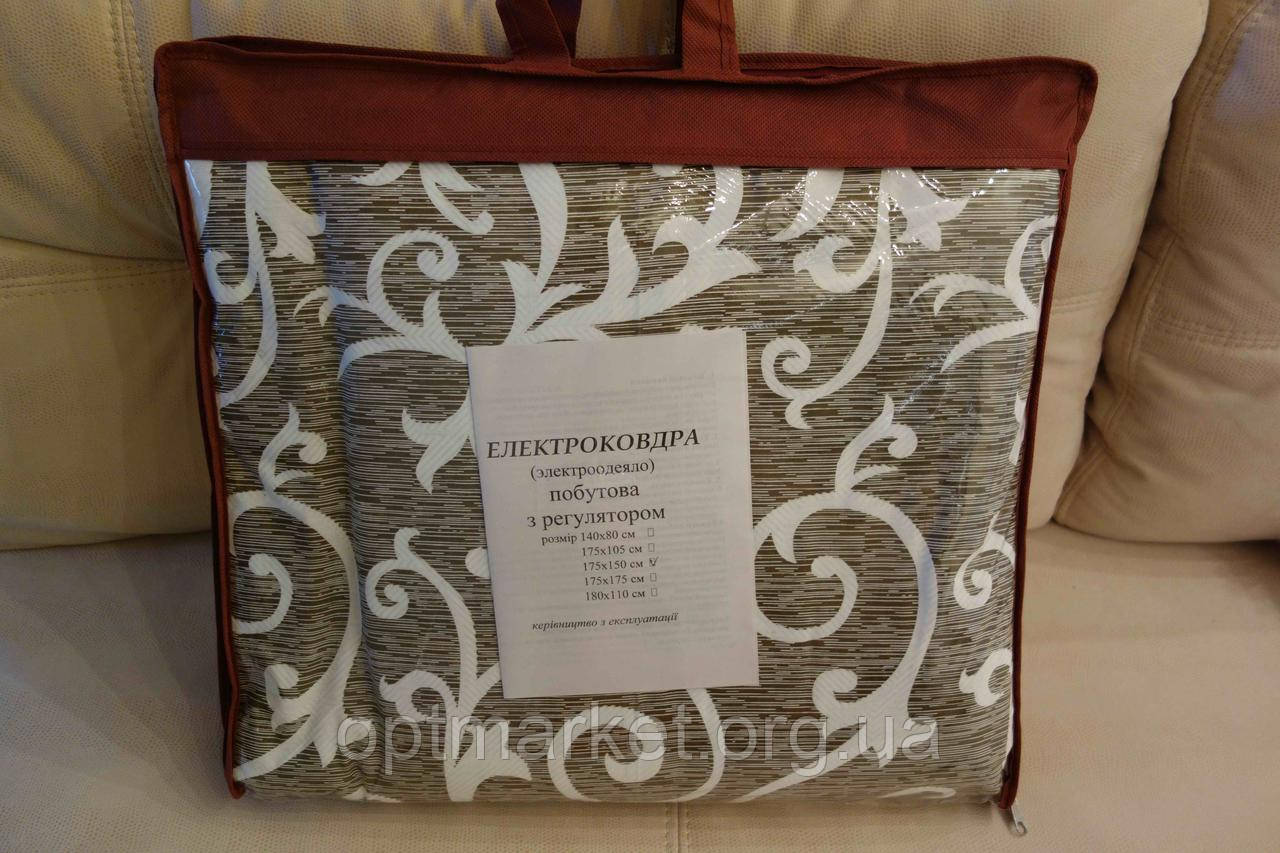 ЕЛЕКТРОКОВДРА
(электроодеяло)
побутова
з регулятором
розмір 140х80 см
175х105 см
175х150 см
175х175 см
180х110 см
керівництво з експлуатації
optmarket.org.ua